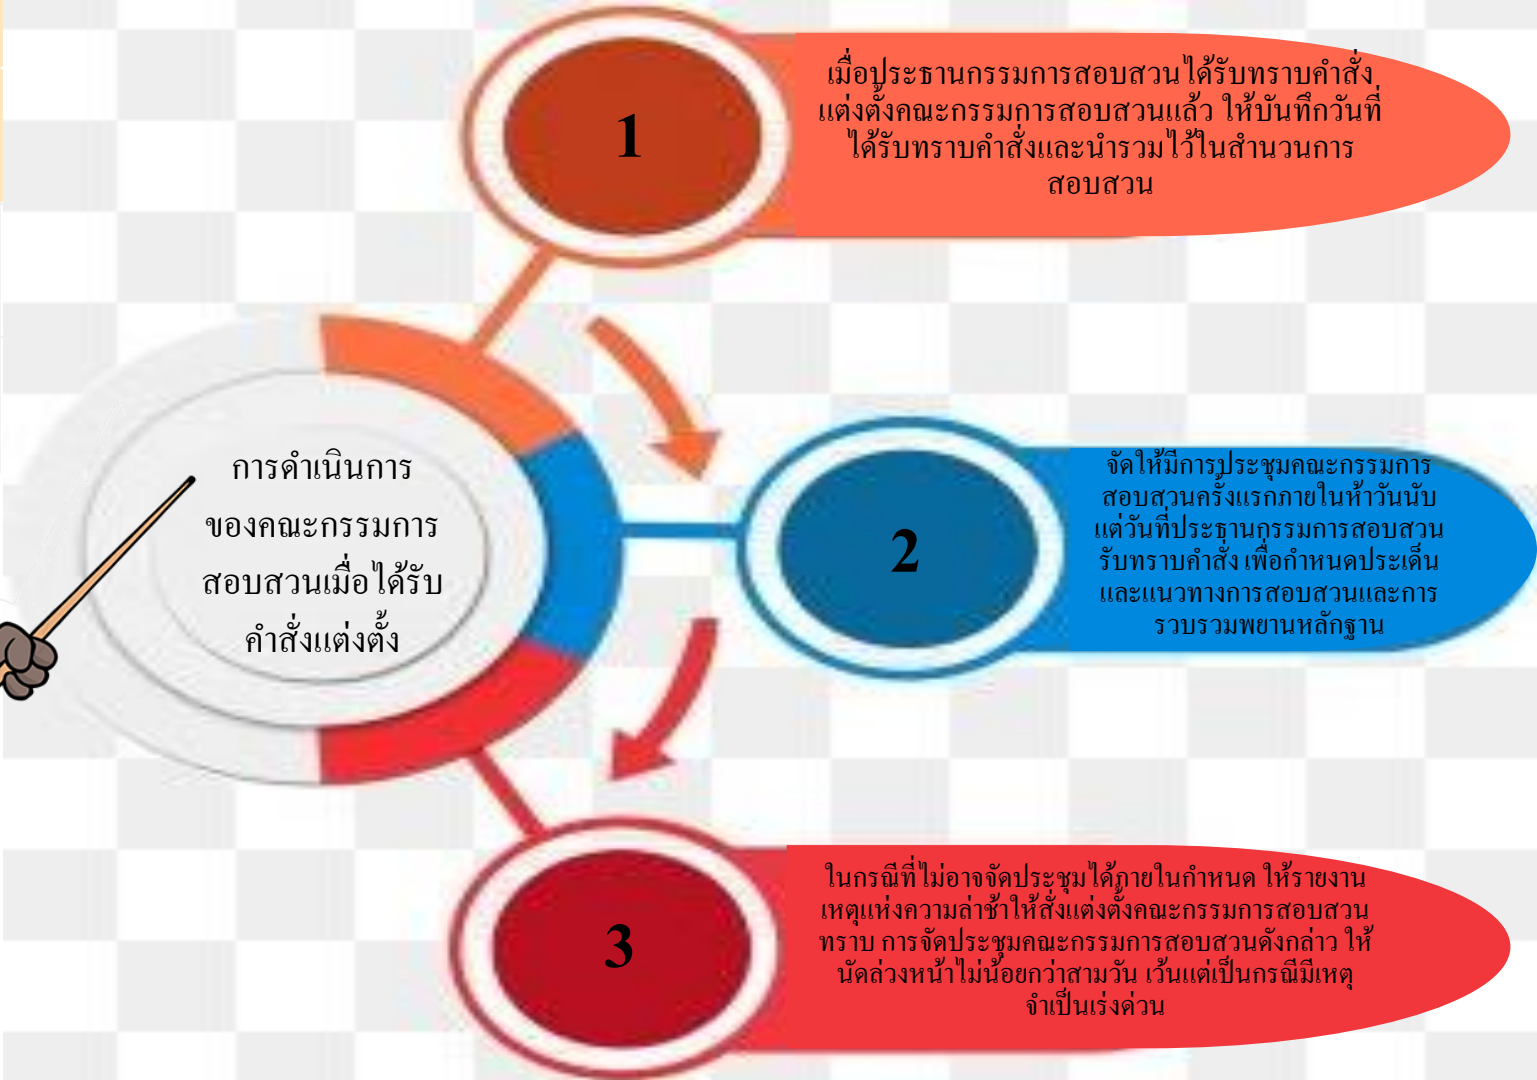 การดำเนินการ
ของคณะกรรมการ
สอบสวนเมื่อได้รับ
คำสั่งแต่งตั้ง
1
เมื่อประธานกรรมการสอบสวนได้รับทราบคำสั่ง
แต่งตั้งคณะกรรมการสอบสวนแล้ว ให้บันทึกวันที่
ได้รับทราบคำสั่งและนำรวมไว้ในสำนวนการ
สอบสวน
2
จัดให้มีการประชุมคณะกรรมการ
สอบสวนครั้งแรกภายในห้าวันนับ
แต่วันที่ประธานกรรมการสอบสวน
รับทราบคำสั่ง เพื่อกำหนดประเด็น
และแนวทางการสอบสวนและการ
รวบรวมพยานหลักฐาน
3
ในกรณีที่ไม่อาจจัดประชุมได้ภายในกำหนด ให้รายงาน
เหตุแห่งความล่าช้าให้สั่งแต่งตั้งคณะกรรมการสอบสวน
ทราบ การจัดประชุมคณะกรรมการสอบสวนดังกล่าว ให้
นัดล่วงหน้าไม่น้อยกว่าสามวัน เว้นแต่เป็นกรณีมีเหตุ
จำเป็นเร่งด่วน